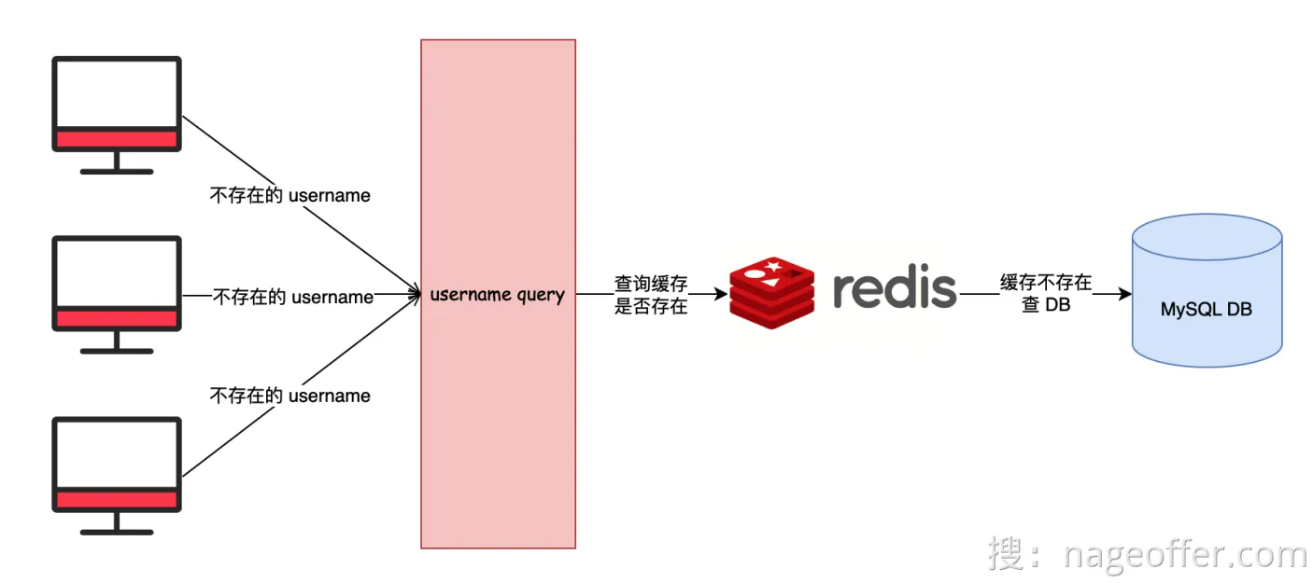 不存在的 username
不存在的 username
不存在的 username
username query
查询缓存
是否存在
redis
缓存不存在
查 DB
MySQL DB
搜：nageoffer.com